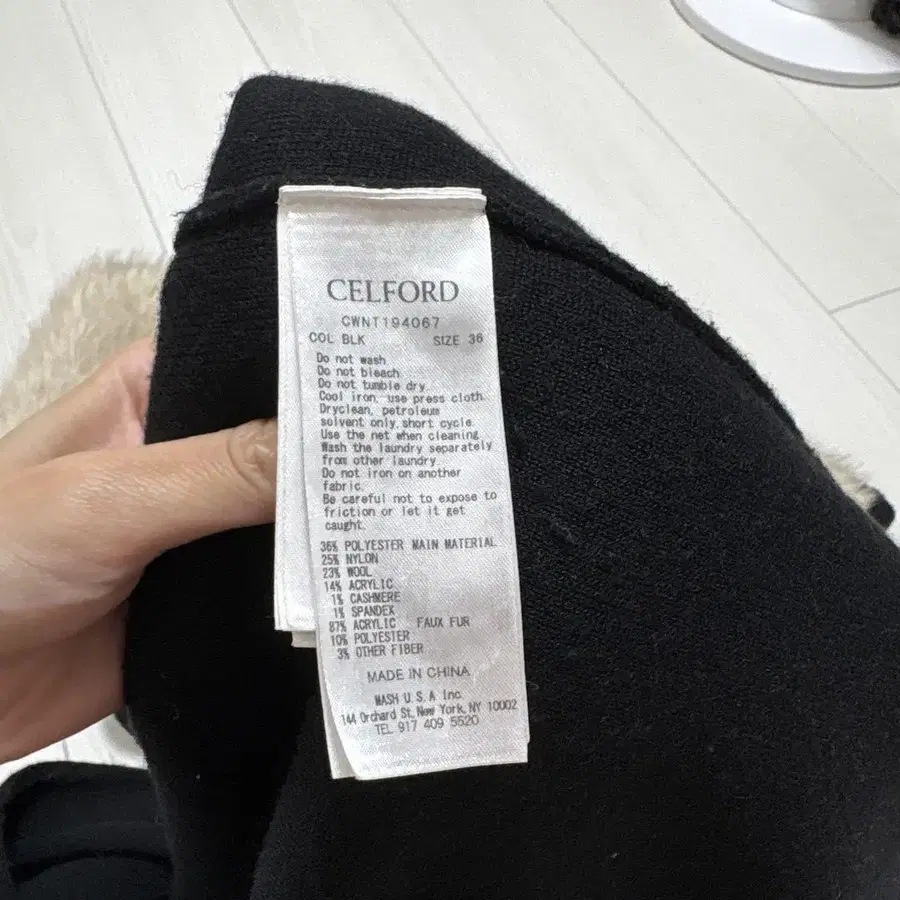 CELFORD
CWNT194067
COL BLK SIZE 36
Do not wash
Do not bleach
Do not tumble dry
Cool iron, use press cloth
Dryclean, petroleum
solvent only,short cycle
Use the net when cleaning
Wash the laundry separately
from other laundry
Do not iron on another
fabric.
Be careful not to expose to
friction or let it get
caught.
36% POLYESTER MAIN MATERIAL
25% NYLON
23% WOOL
14% ACRYLIC
1% CASHMERE
1% SPANDEX
87% ACRYLIC FAUX FUR
10% POLYESTER
3% OTHER FIBER
MADE IN CHINA
MASH U.S.A Inc.
144 Orchard St, New York, NY 10002
TEL 917 409 5520